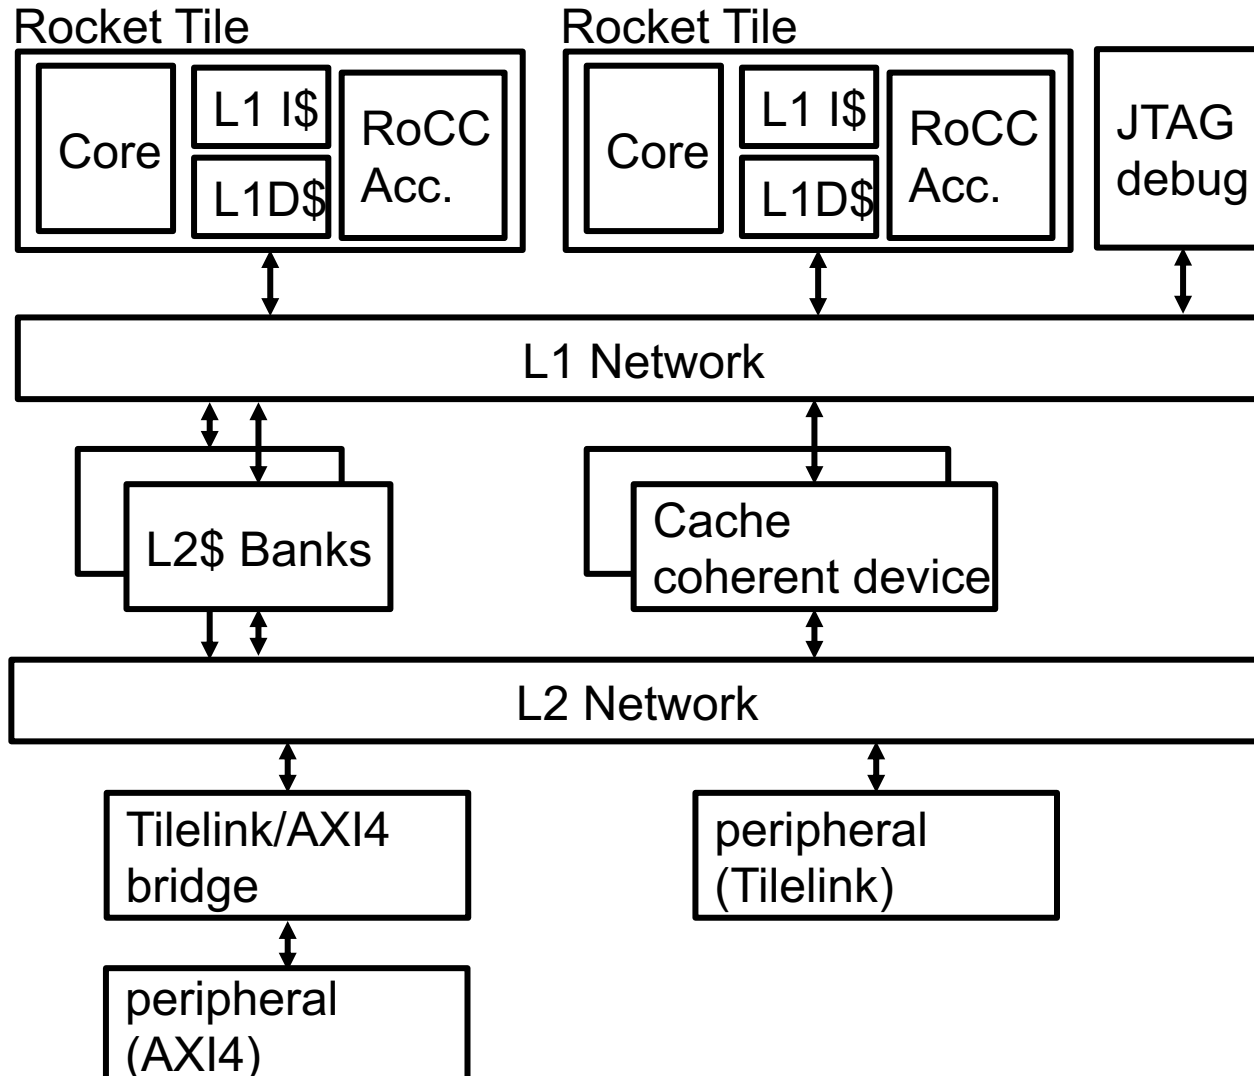 Rocket Tile
Rocket Tile
Core
L1 I$
L1D$
RoCC
Acc.
Core
L1 I$
L1D$
RoCC
Acc.
JTAG
debug
L1 Network
L2$ Banks
Cache
coherent device
L2 Network
Tilelink/AXI4
bridge
peripheral
(Tilelink)
peripheral
(AXI4)